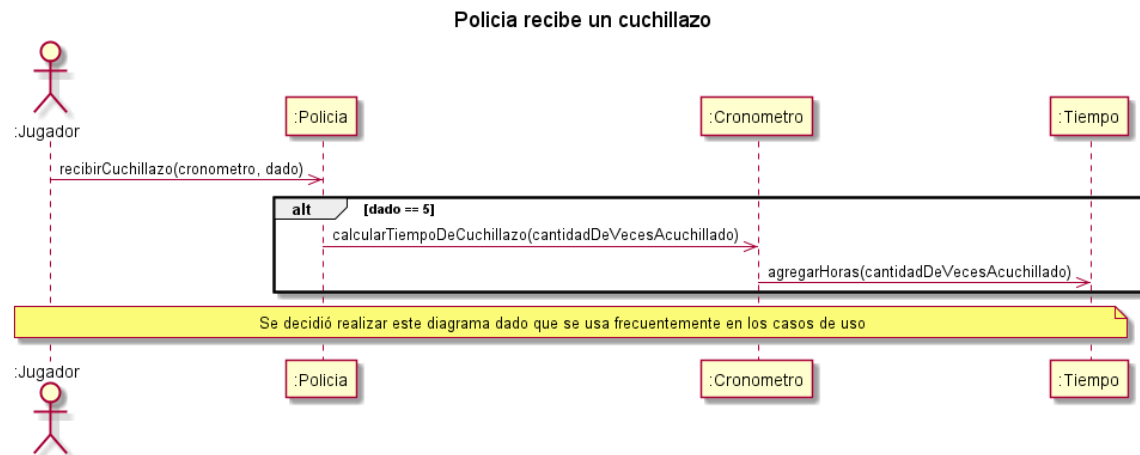 Policia recibe un cuchillazo
:Jugador
:Policia
:Cronometro
:Tiempo
recibirCuchillazo(cronometro, dado)
alt [dado == 5]
calcularTiempoDeCuchillazo(cantidadDeVecesAcuchillado)
agregarHoras(cantidadDeVecesAcuchillado)
Se decidió realizar este diagrama dado que se usa frecuentemente en los casos de uso
:Jugador
:Policia
:Cronometro
:Tiempo